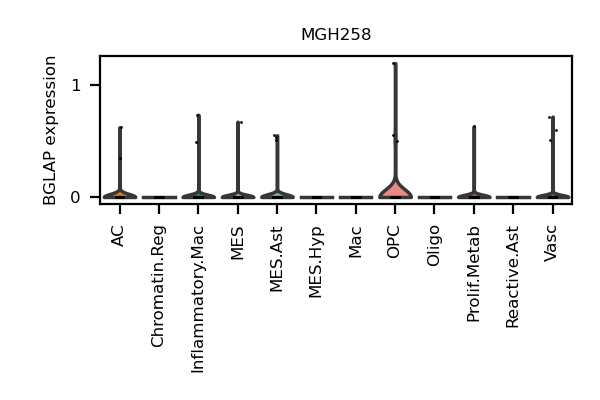 MGH258
BGLAP expression
1
0
AC
Chromatin.Reg
Inflammatory.Mac
MES
MES.Ast
MES.Hyp
Mac
OPC
Oligo
Prolif.Metab
Reactive.Ast
Vasc